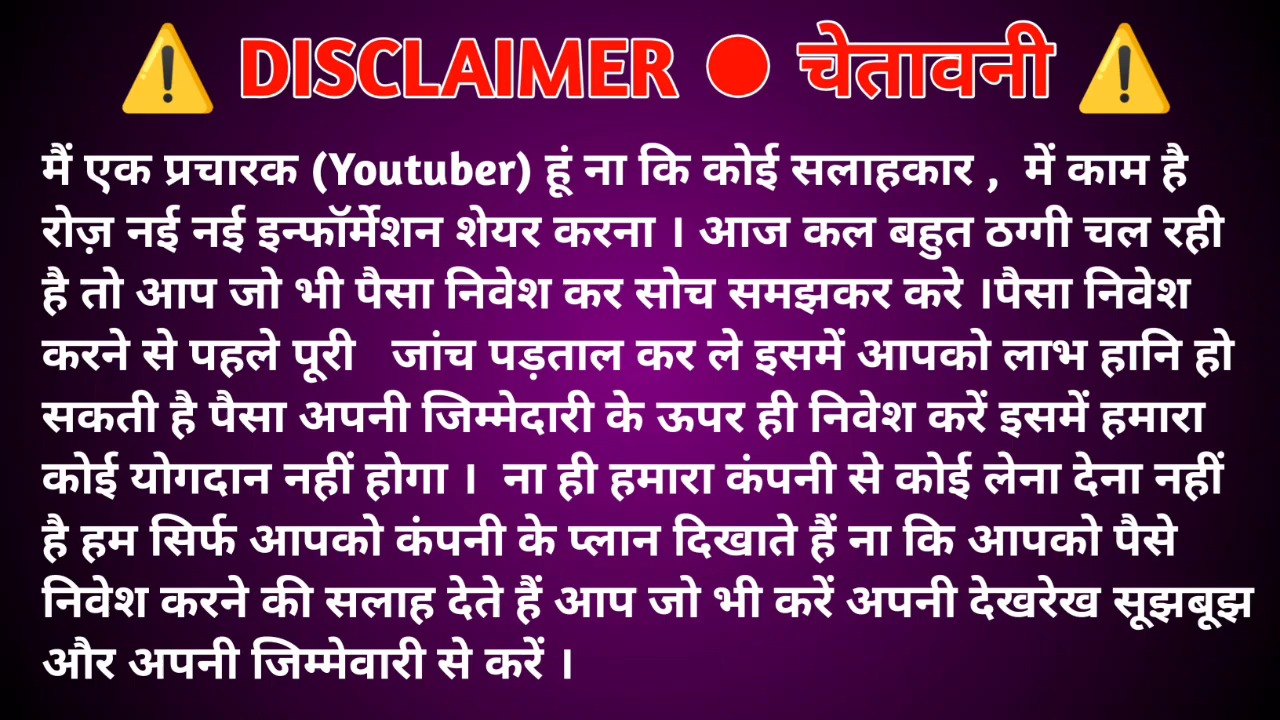 ⚠️ DISCLAIMER 🔴 चेतावनी ⚠️
मैं एक प्रचारक (Youtuber) हूं ना कि कोई सलाहकार , में काम है
रोज़ नई नई इन्फॉर्मेशन शेयर करना । आज कल बहुत ठग्गी चल रही
है तो आप जो भी पैसा निवेश कर सोच समझकर करे ।पैसा निवेश
करने से पहले पूरी जांच पड़ताल कर ले इसमें आपको लाभ हानि हो
सकती है पैसा अपनी जिम्मेदारी के ऊपर ही निवेश करें इसमें हमारा
कोई योगदान नहीं होगा । ना ही हमारा कंपनी से कोई लेना देना नहीं
है हम सिर्फ आपको कंपनी के प्लान दिखाते हैं ना कि आपको पैसे
निवेश करने की सलाह देते हैं आप जो भी करें अपनी देखरेख सूझबूझ
और अपनी जिम्मेवारी से करें ।